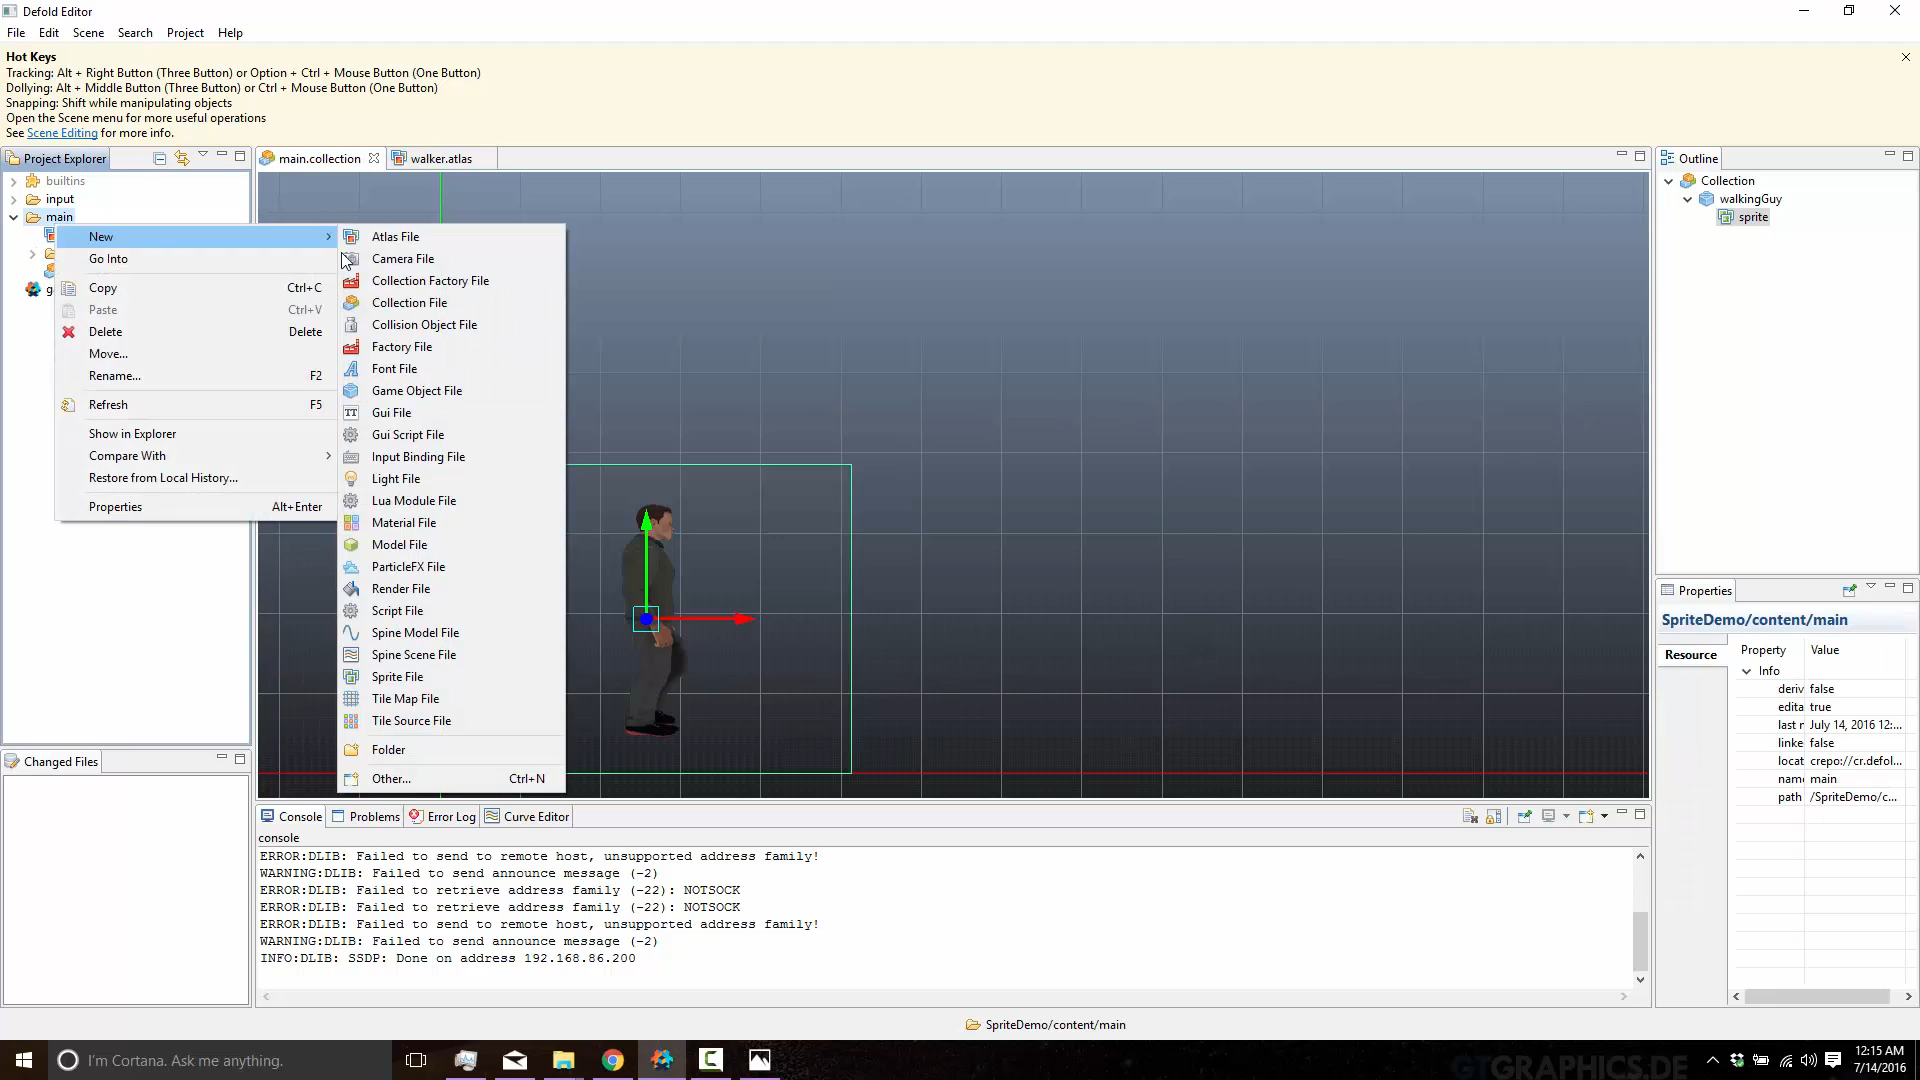 Defold Editor
File Edit Scene Search Project Help
Hot Keys
Tracking: Alt + Right Button (Three Button) or Option + Ctrl + Mouse Button (One Button)
Dollying: Alt + Middle Button (Three Button) or Ctrl + Mouse Button (One Button)
Snapping: Shift while manipulating objects
Open the Scene menu for more useful operations
See Scene Editing for more info.
Project Explorer
main.collection
walker.atlas
Outline
builtins
input
main
Collection
walkingGuy
sprite
New
Go Into
Copy Ctrl+C
Paste Ctrl+V
Delete Delete
Move...
Rename... F2
Refresh F5
Show in Explorer
Compare With
Restore from Local History...
Properties Alt+Enter
Atlas File
Camera File
Collection Factory File
Collection File
Collision Object File
Factory File
Font File
Game Object File
Gui File
Gui Script File
Input Binding File
Light File
Lua Module File
Material File
Model File
ParticleFX File
Render File
Script File
Spine Model File
Spine Scene File
Sprite File
Tile Map File
Tile Source File
Folder
Other... Ctrl+N
Properties
SpriteDemo/content/main
Resource
Property Value
Info
deriv false
edita true
last r July 14, 2016 12:...
linke false
locat crepo://cr.defol...
name main
path /SpriteDemo/c...
Changed Files
Console Problems Error Log Curve Editor
console
ERROR:DLIB: Failed to send to remote host, unsupported address family!
WARNING:DLIB: Failed to send announce message (-2)
ERROR:DLIB: Failed to retrieve address family (-22): NOTSOCK
ERROR:DLIB: Failed to retrieve address family (-22): NOTSOCK
ERROR:DLIB: Failed to send to remote host, unsupported address family!
WARNING:DLIB: Failed to send announce message (-2)
INFO:DLIB: SSDP: Done on address 192.168.86.200
SpriteDemo/content/main
I'm Cortana. Ask me anything.
GTGRAPHICS.DE
12:15 AM
7/14/2016